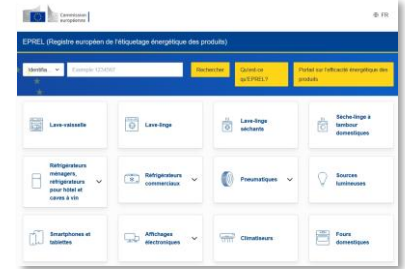 Commission
européenne
FR
EPREL (Registre européen de l'étiquetage énergétique des produits)
Identifia
Exemple 1234567
Rechercher
Qu'est-ce
qu'EPREL?
Portail sur l'efficacité énergétique des
produits
Lave-vaisselle
Lave-linge
Lave-linge
séchants
Sèche-linge à
tambour
domestiques
Réfrigérateurs
ménagers,
réfrigérateurs
pour hôtel et
caves à vin
Réfrigérateurs
commerciaux
Pneumatiques
Sources
lumineuses
Smartphones et
tablettes
Affichages
électroniques
Climatiseurs
Fours
domestiques